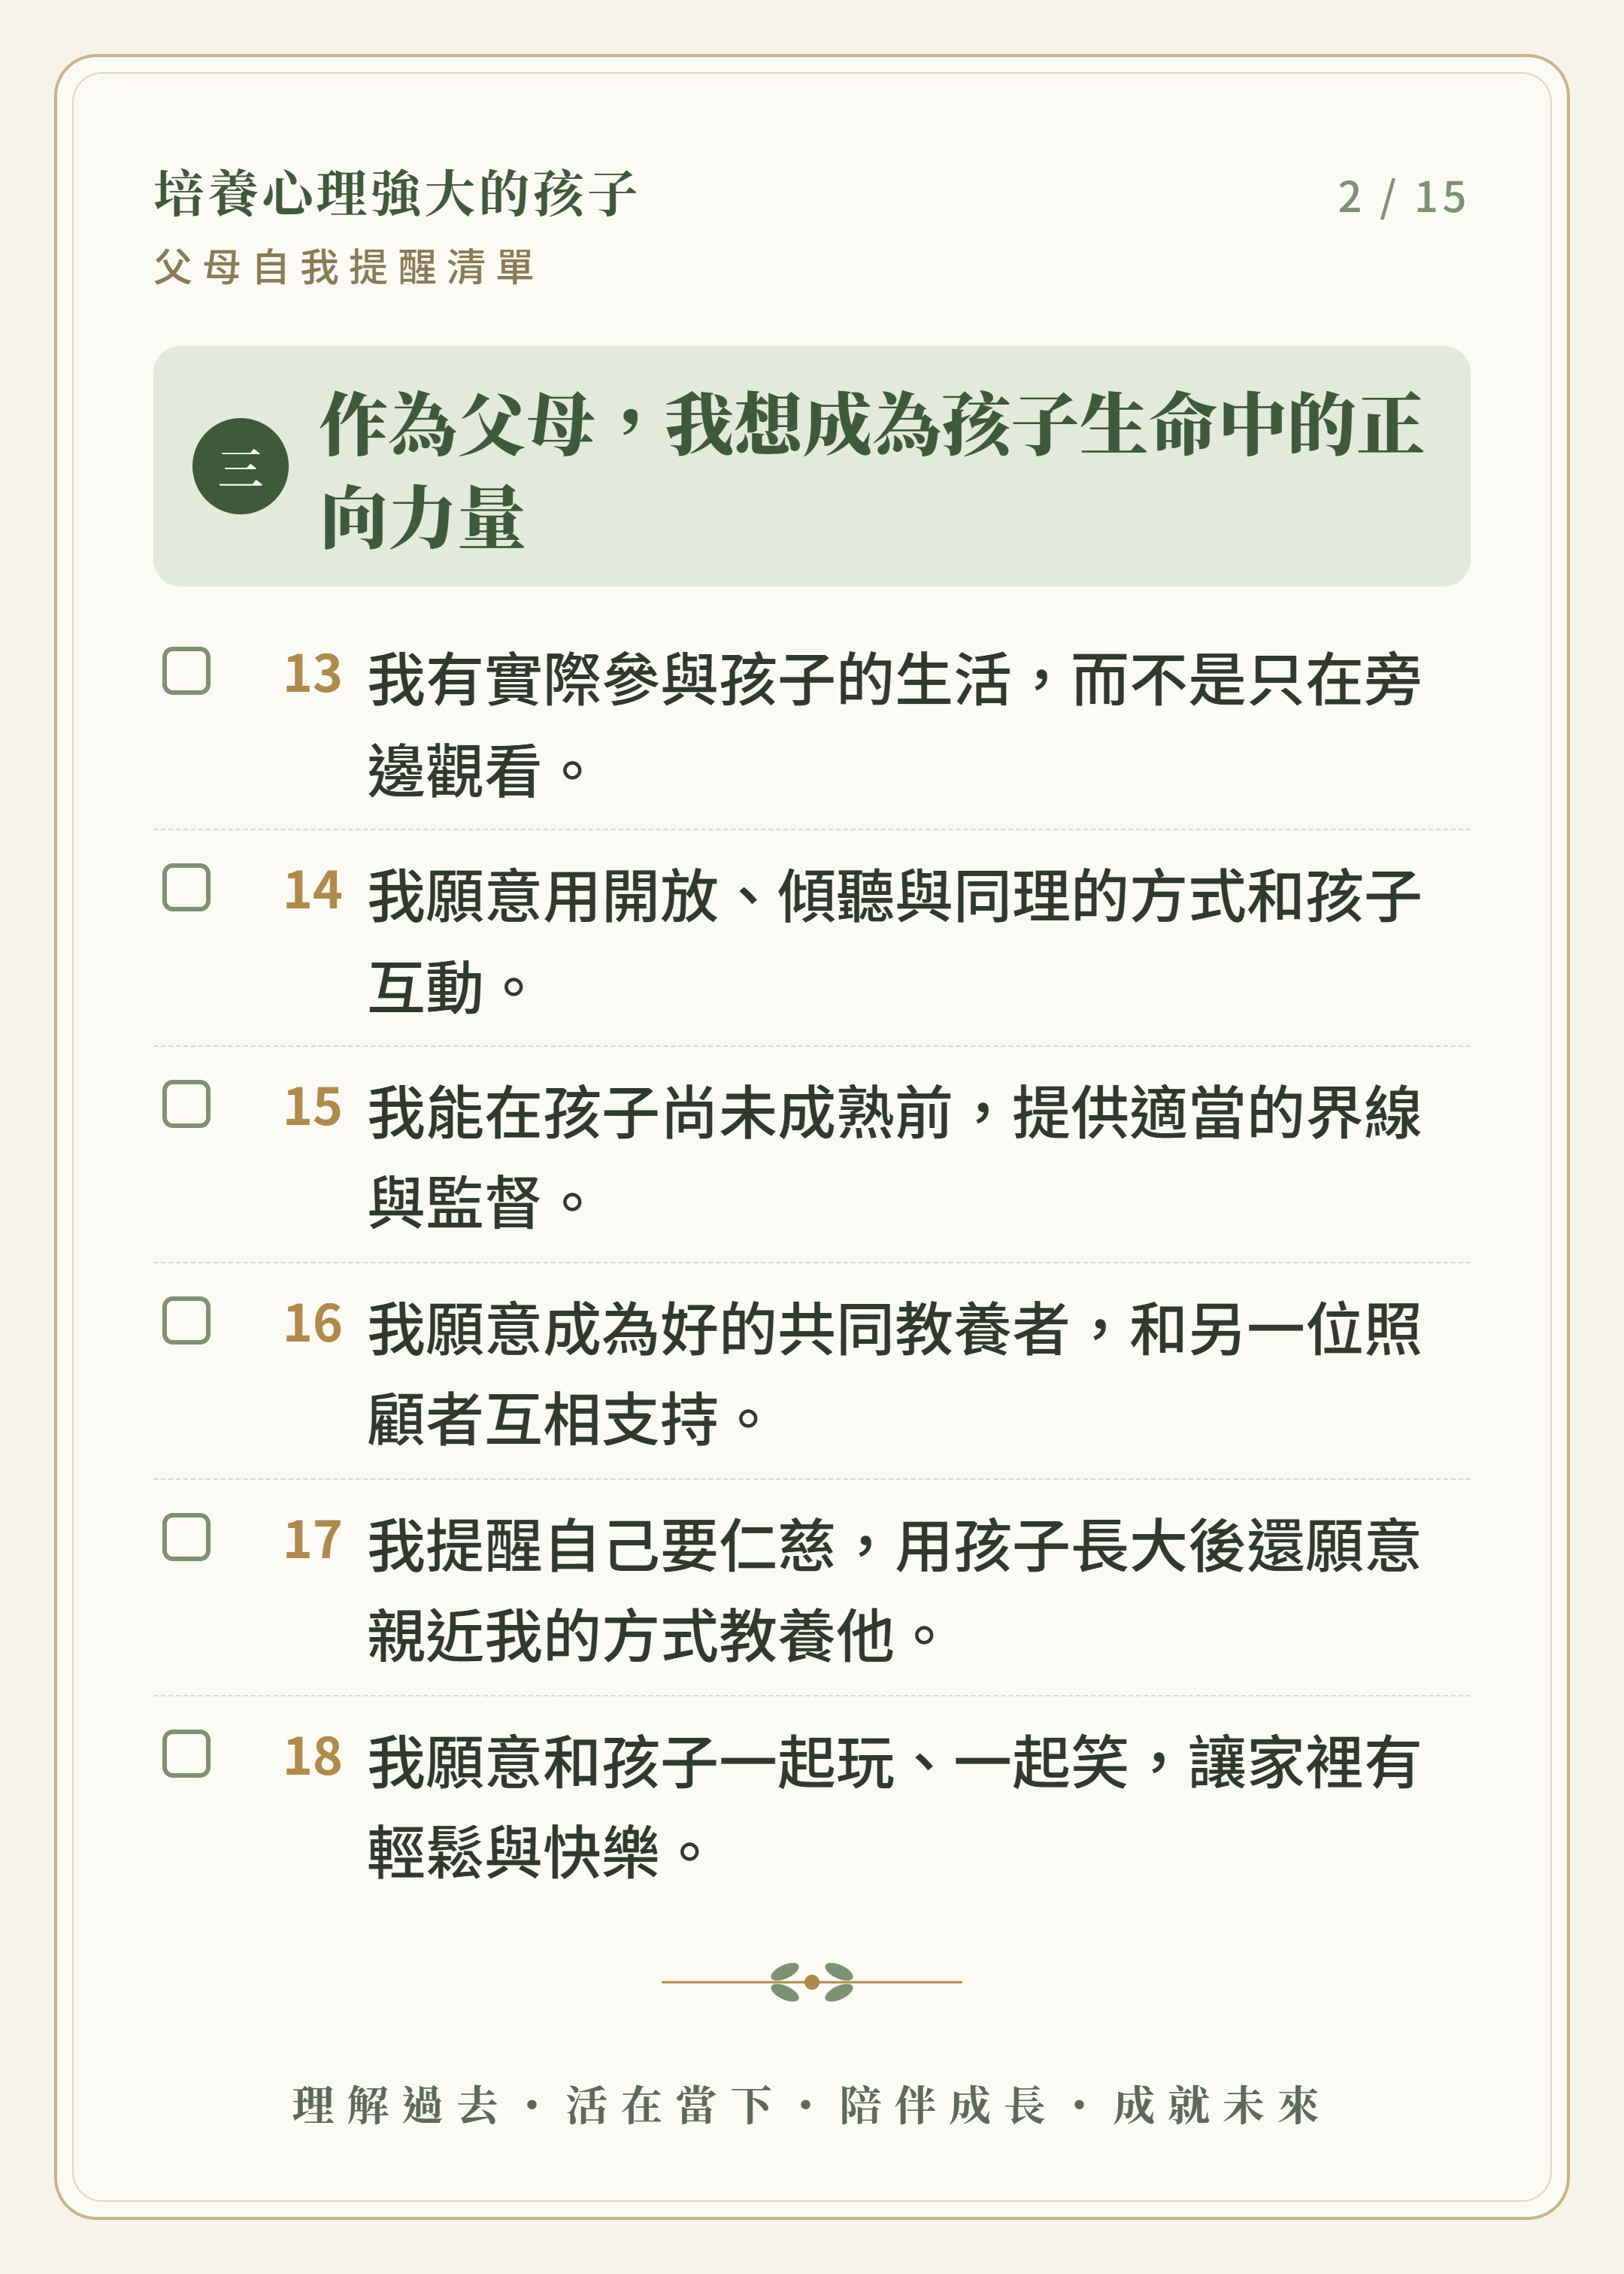 培養心理強大的孩子
2 / 15
父母自我提醒清單
三
作為父母，我想成為孩子生命中的正
向力量
13 我有實際參與孩子的生活，而不是只在旁
邊觀看。
14 我願意用開放、傾聽與同理的方式和孩子
互動。
15 我能在孩子尚未成熟前，提供適當的界線
與監督。
16 我願意成為好的共同教養者，和另一位照
顧者互相支持。
17 我提醒自己要仁慈，用孩子長大後還願意
親近我的方式教養他。
18 我願意和孩子一起玩、一起笑，讓家裡有
輕鬆與快樂。
理解過去・活在當下・陪伴成長・成就未來